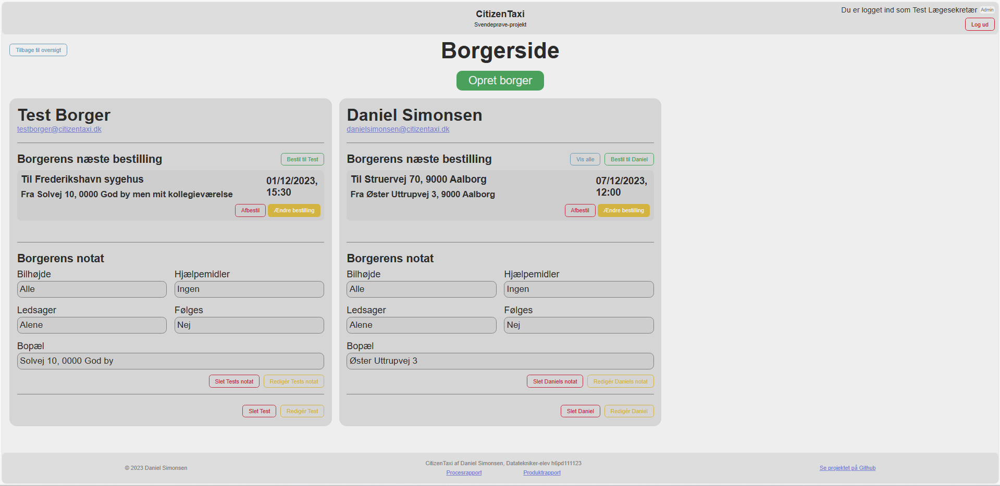 CitizenTaxi
Svendeprøve-projekt
Du er logget ind som Test Lægesekretær Admin
Log ud
Tilbage til oversigt
Borgerside
Opret borger
Test Borger
testborger@citizentaxi.dk
Borgerens næste bestilling
Bestil til Test
Til Frederikshavn sygehus
01/12/2023,
15:30
Fra Solvej 10, 0000 God by men mit kollegieværelse
Afbestil
Ændre bestilling
Borgerens notat
Bilhøjde
Hjælpemidler
Alle
Ingen
Ledsager
Følges
Alene
Nej
Bopæl
Solvej 10, 0000 God by
Slet Tests notat
Redigér Tests notat
Slet Test
Redigér Test
Daniel Simonsen
danielsimonsen@citizentaxi.dk
Borgerens næste bestilling
Vis alle
Bestil til Daniel
Til Struervej 70, 9000 Aalborg
07/12/2023,
12:00
Fra Øster Uttrupvej 3, 9000 Aalborg
Afbestil
Ændre bestilling
Borgerens notat
Bilhøjde
Hjælpemidler
Alle
Ingen
Ledsager
Følges
Alene
Nej
Bopæl
Øster Uttrupvej 3
Slet Daniels notat
Redigér Daniels notat
Slet Daniel
Redigér Daniel
© 2023 Daniel Simonsen
CitizenTaxi af Daniel Simonsen, Datatekniker-elev h6pd111123
Procesrapport
Produktrapport
Se projektet på Github